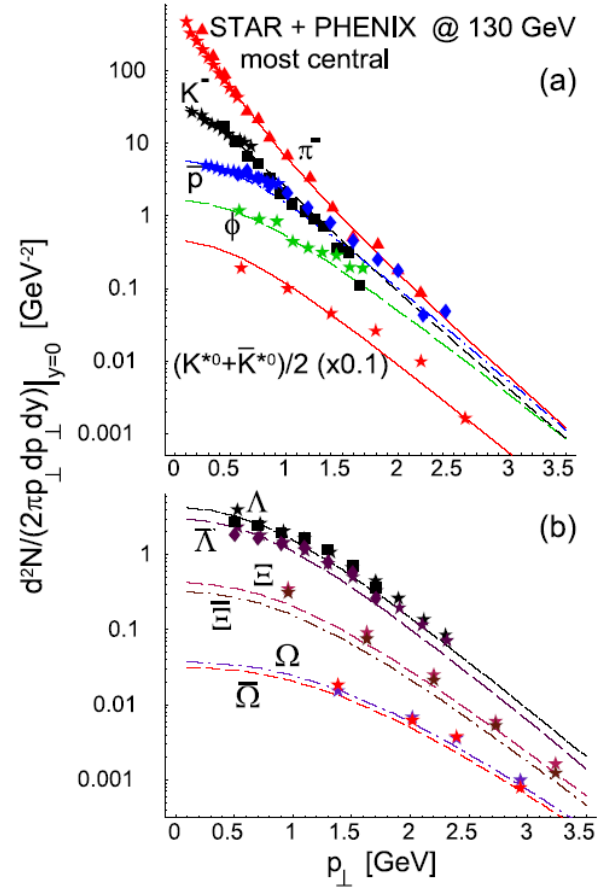 STAR + PHENIX @ 130 GeV
most central
(a)
100
10
1
0.1
0.01
0.001
K⁻
π⁻
p̅
ϕ
(K*⁰+K̅*⁰)/2 (x0.1)
0 0.5 1 1.5 2 2.5 3 3.5
d²N/(2πp⊥dp⊥dy)|y=0 [GeV⁻²]
(b)
1
0.1
0.01
0.001
Λ
Λ̅
Ξ
Ξ̅
Ω
Ω̅
0 0.5 1 1.5 2 2.5 3 3.5
p⊥ [GeV]